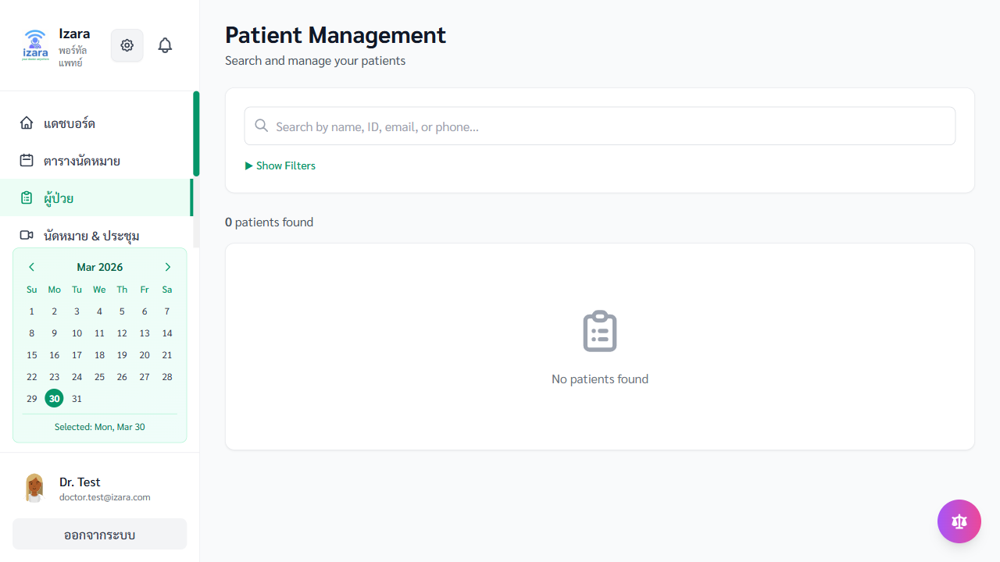 Izara
พอร์ทัล
แพทย์
izara
แดชบอร์ด
ตารางนัดหมาย
ผู้ป่วย
นัดหมาย & ประชุม
Mar 2026
Su Mo Tu We Th Fr Sa
1 2 3 4 5 6 7
8 9 10 11 12 13 14
15 16 17 18 19 20 21
22 23 24 25 26 27 28
29 30 31
Selected: Mon, Mar 30
Dr. Test
doctor.test@izara.com
ออกจากระบบ
Patient Management
Search and manage your patients
Search by name, ID, email, or phone...
▶ Show Filters
0 patients found
No patients found